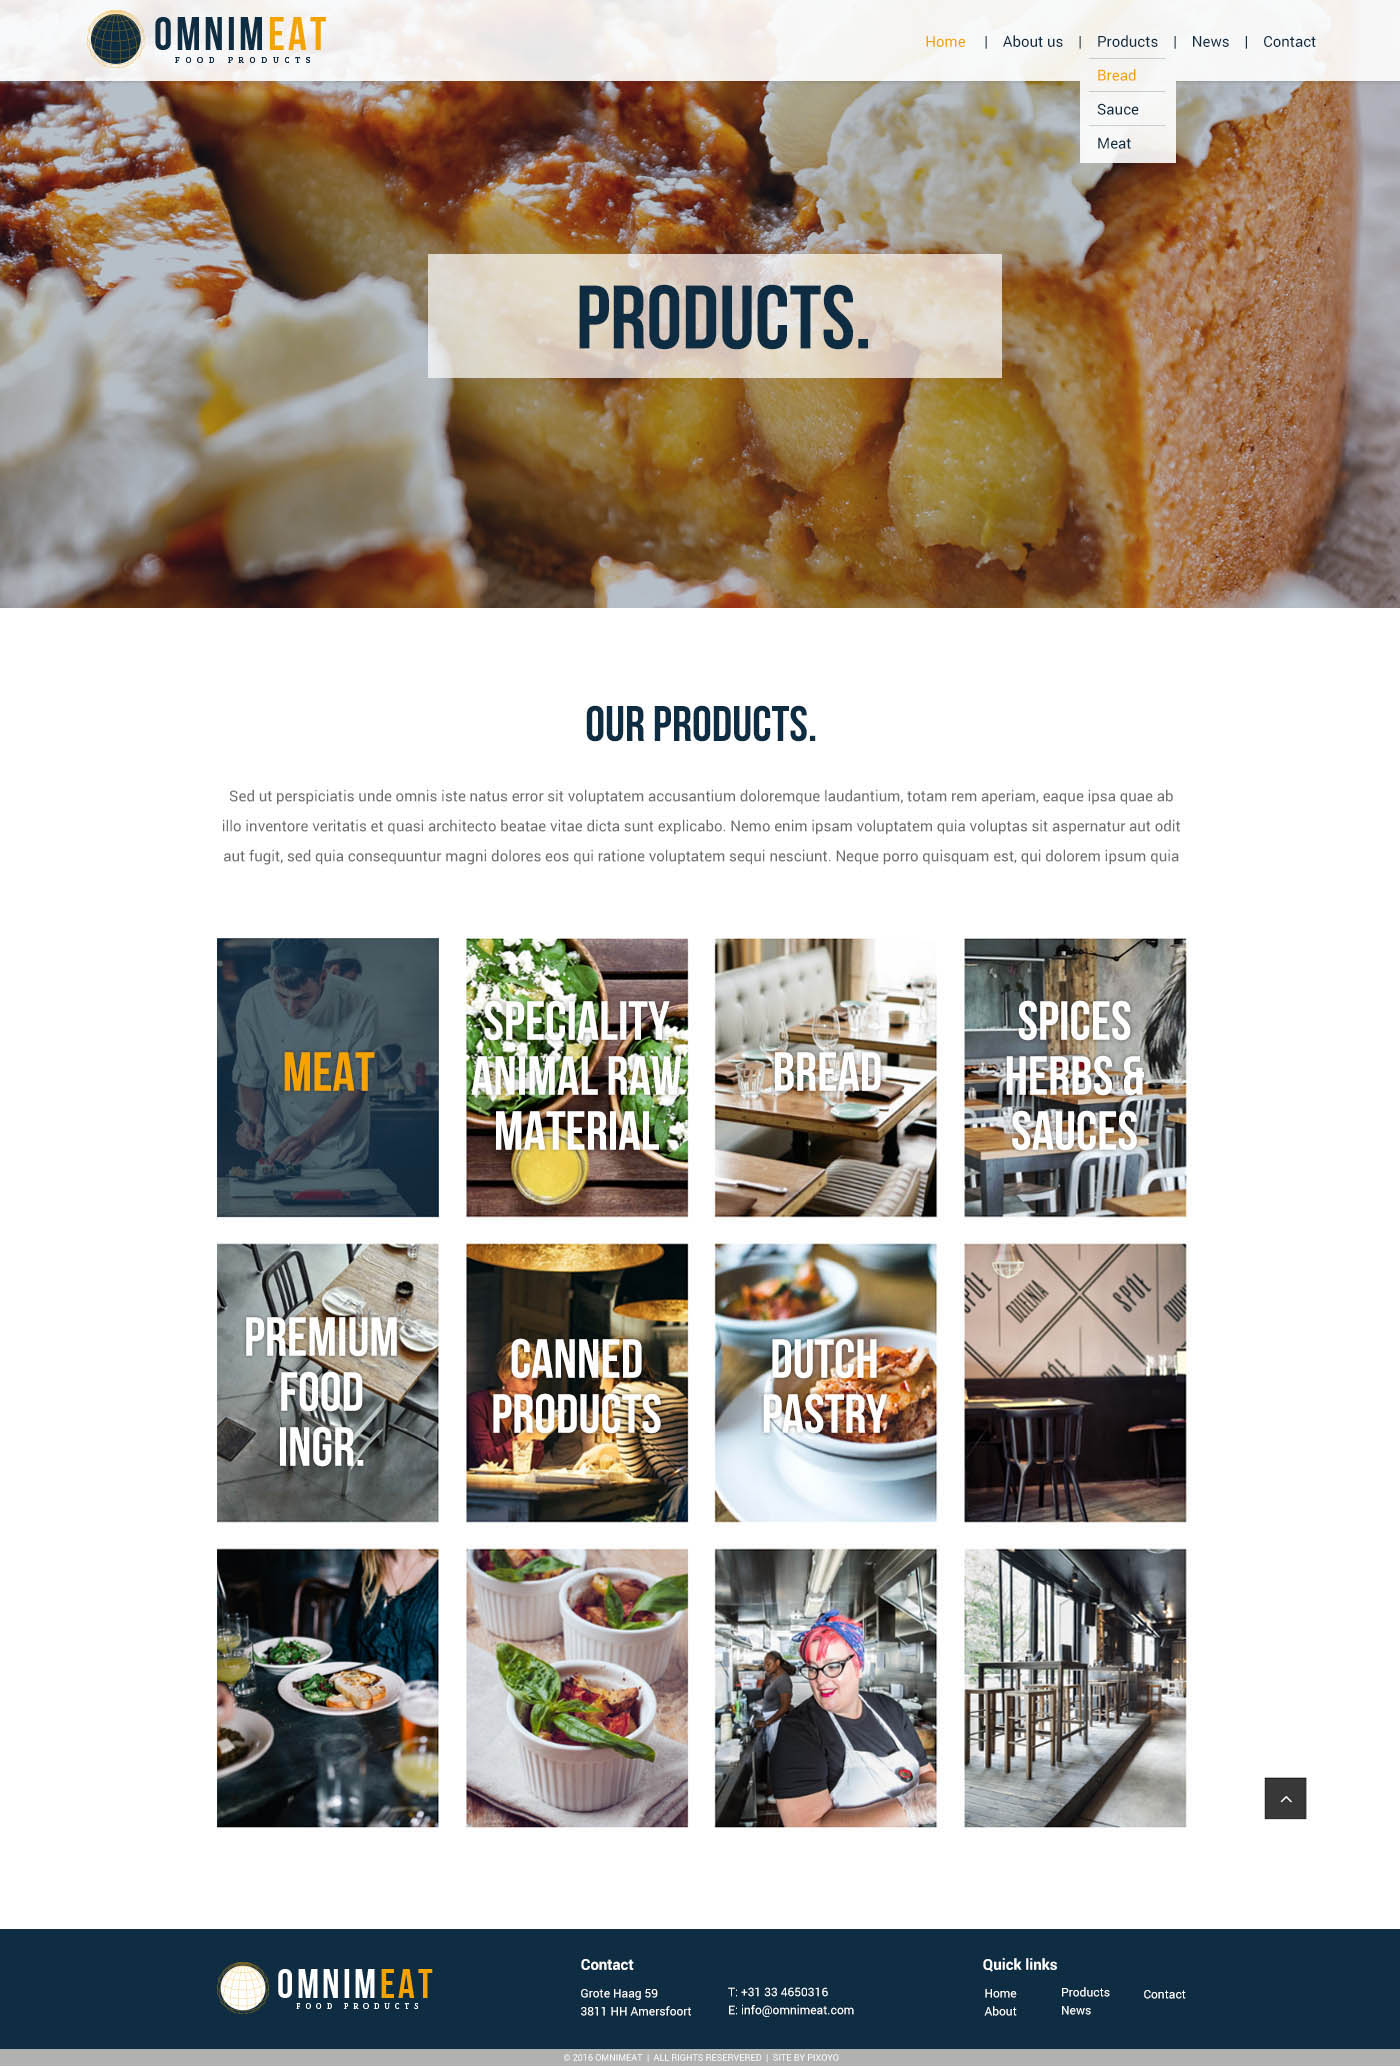 OMNIMEAT
FOOD PRODUCTS
Home | About us | Products | News | Contact
Bread
Sauce
Meat
PRODUCTS.
OUR PRODUCTS.
Sed ut perspiciatis unde omnis iste natus error sit voluptatem accusantium doloremque laudantium, totam rem aperiam, eaque ipsa quae ab
illo inventore veritatis et quasi architecto beatae vitae dicta sunt explicabo. Nemo enim ipsam voluptatem quia voluptas sit aspernatur aut odit
aut fugit, sed quia consequuntur magni dolores eos qui ratione voluptatem sequi nesciunt. Neque porro quisquam est, qui dolorem ipsum quia
MEAT
SPECIALITY
ANIMAL RAW
MATERIAL
BREAD
SPICES
HERBS &
SAUCES
PREMIUM
FOOD
INGR.
CANNED
PRODUCTS
DUTCH
PASTRY
SPÓŁ
SPÓŁ
OMNIMEAT
FOOD PRODUCTS
Contact
Grote Haag 59
3811 HH Amersfoort
T: +31 33 4650316
E: info@omnimeat.com
Quick links
Home
About
Products
News
Contact
© 2016 OMNIMEAT | ALL RIGHTS RESERVERED | SITE BY PIXOYO